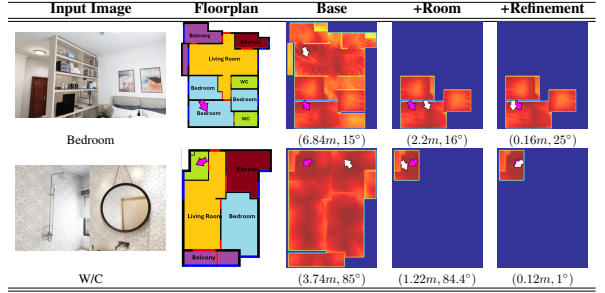 Input Image Floorplan Base +Room +Refinement
Balcony
Kitchen
Living Room
WC
Bedroom
Bedroom
Bedroom
WC
Bedroom (6.84m, 15°) (2.2m, 16°) (0.16m, 25°)
Kitchen
Living Room Bedroom
Balcony
W/C (3.74m, 85°) (1.22m, 84.4°) (0.12m, 1°)